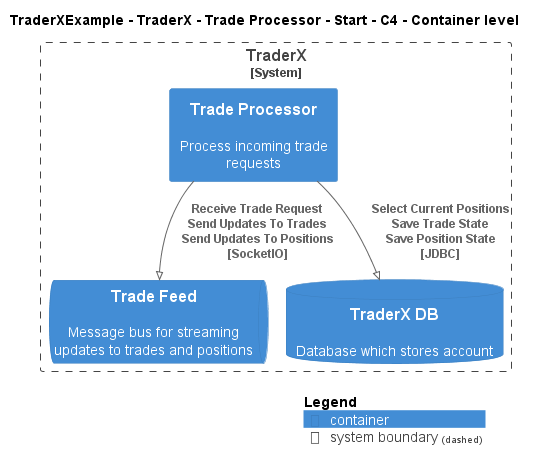 TraderXExample - TraderX - Trade Processor - Start - C4 - Container level
TraderX
[System]
Trade Processor
Process incoming trade
requests
Receive Trade Request
Send Updates To Trades
Send Updates To Positions
[SocketIO]
Select Current Positions
Save Trade State
Save Position State
[JDBC]
Trade Feed
Message bus for streaming
updates to trades and positions
TraderX DB
Database which stores account
Legend
container
system boundary (dashed)